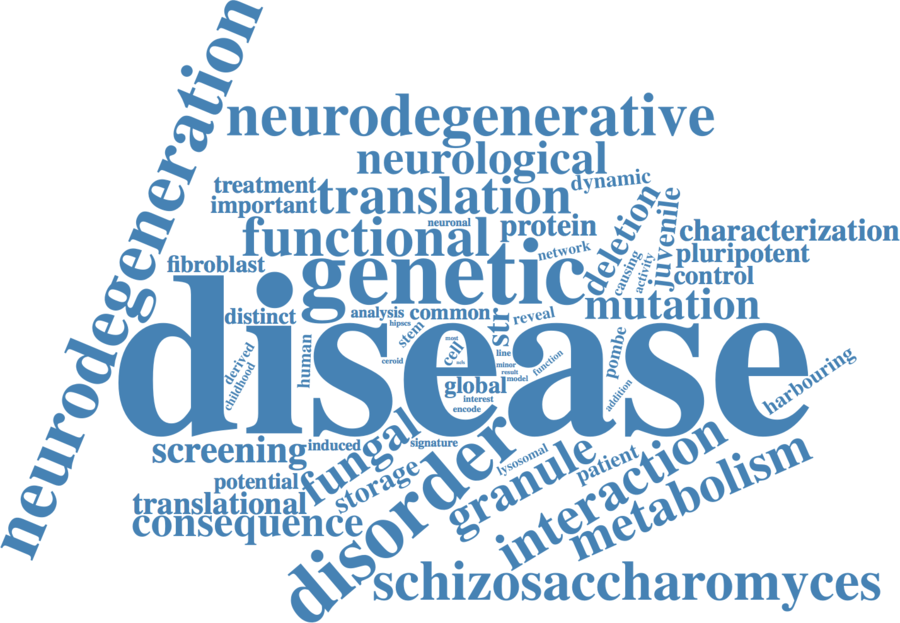 neurodegeneration
neurodegenerative
neurological
treatment
translation
dynamic
important
neuronal
functional
protein
deletion
juvenile
characterization
fibroblast
genetic
network
causing
activity
pluripotent
control
mutation
distinct
analysis
common
str
reveal
hipscs
disease
derived
childhood
human
stem
ceroid
cell
line
minor
result
model
function
global
interest
encode
addition
pombe
harbouring
screening
induced
fungal
signature
disorder
lysosomal
granule
patient
interaction
metabolism
potential
storage
translational
consequence
schizosaccharomyces